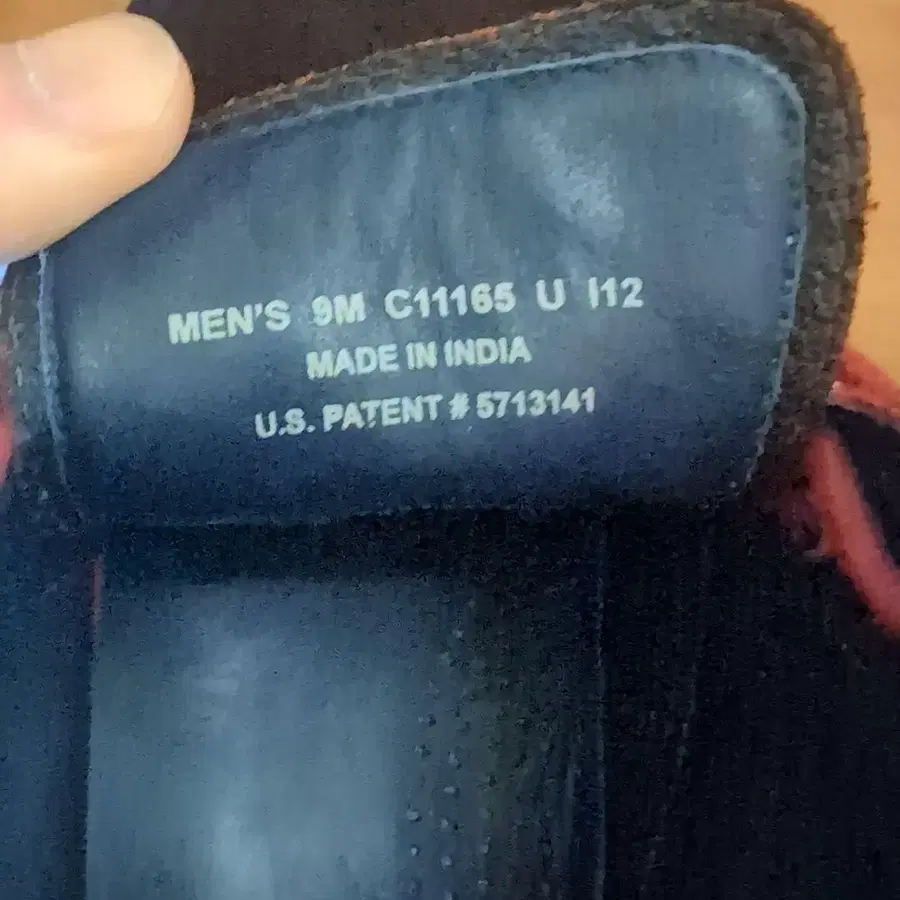 MEN'S 9M C11165 U I12
MADE IN INDIA
U.S. PATENT # 5713141